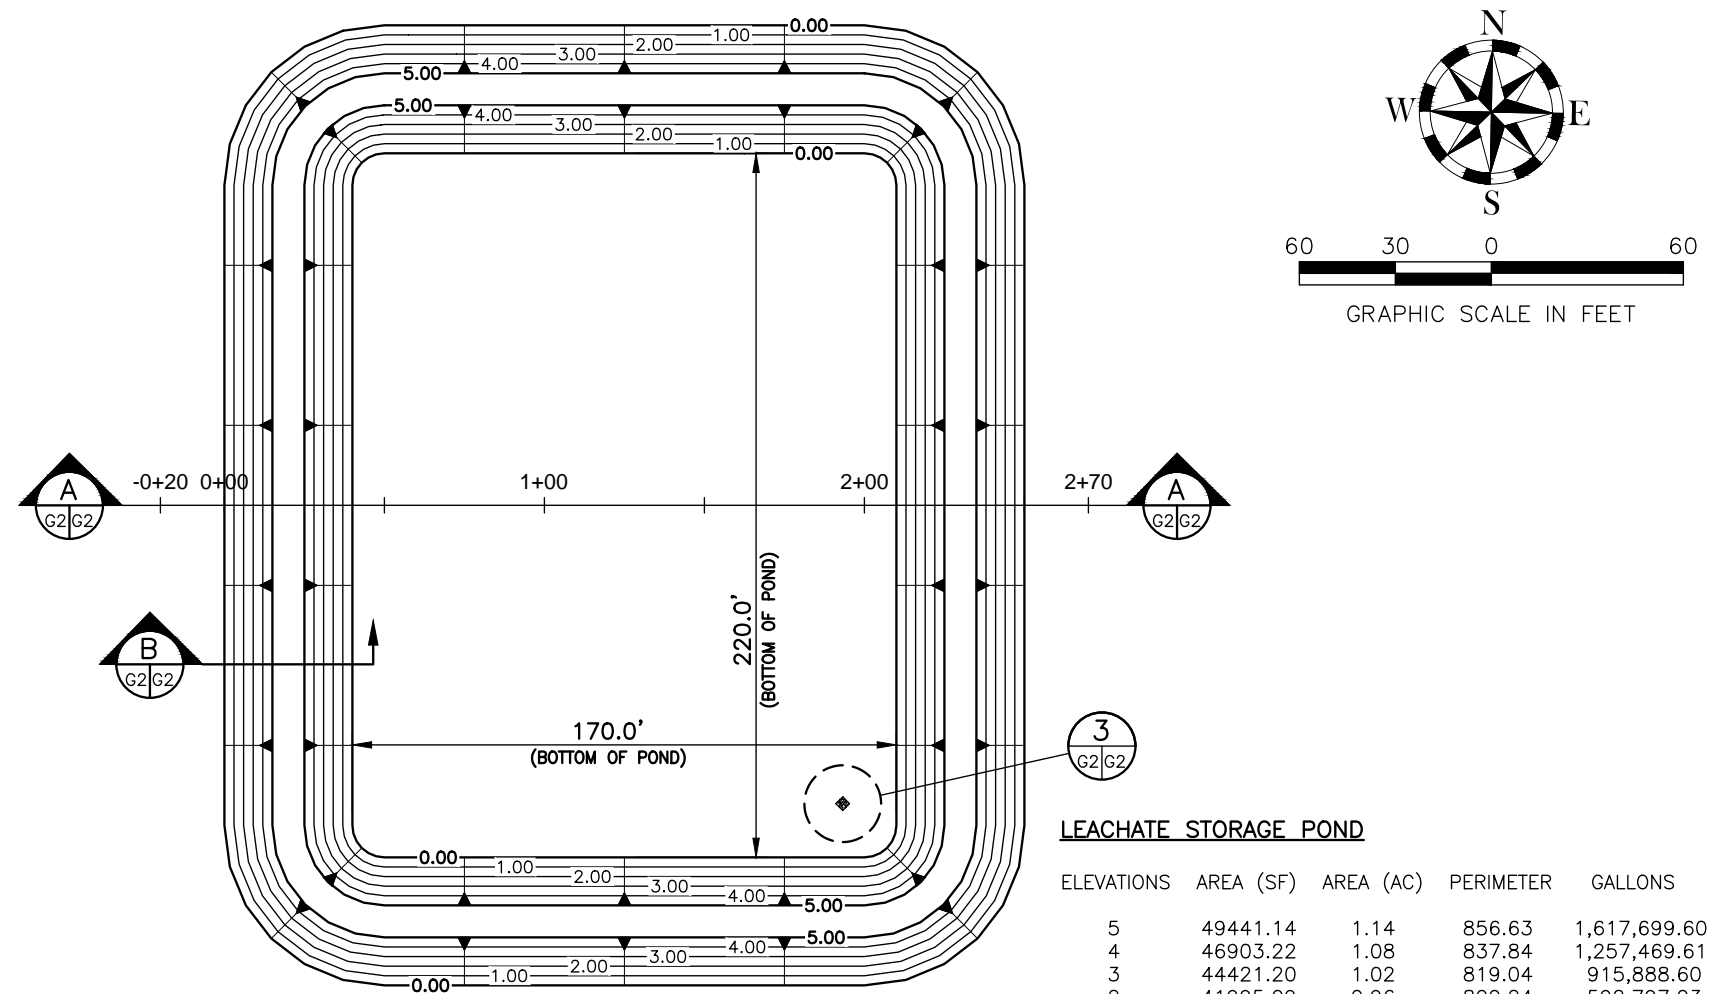 0.00
1.00
2.00
3.00
4.00
5.00
5.00
4.00
3.00
2.00
1.00
0.00
N
W E
S
60 30 0 60
GRAPHIC SCALE IN FEET
A
G2 G2
-0+20 0+00 1+00 2+00 2+70
A
G2 G2
220.0'
(BOTTOM OF POND)
B
G2 G2
170.0'
(BOTTOM OF POND)
3
G2 G2
0.00
1.00
2.00
3.00
4.00
5.00
5.00
4.00
3.00
2.00
1.00
0.00
LEACHATE STORAGE POND
ELEVATIONS AREA (SF) AREA (AC) PERIMETER GALLONS
5 49441.14 1.14 856.63 1,617,699.60
4 46903.22 1.08 837.84 1,257,469.61
3 44421.20 1.02 819.04 915,888.60